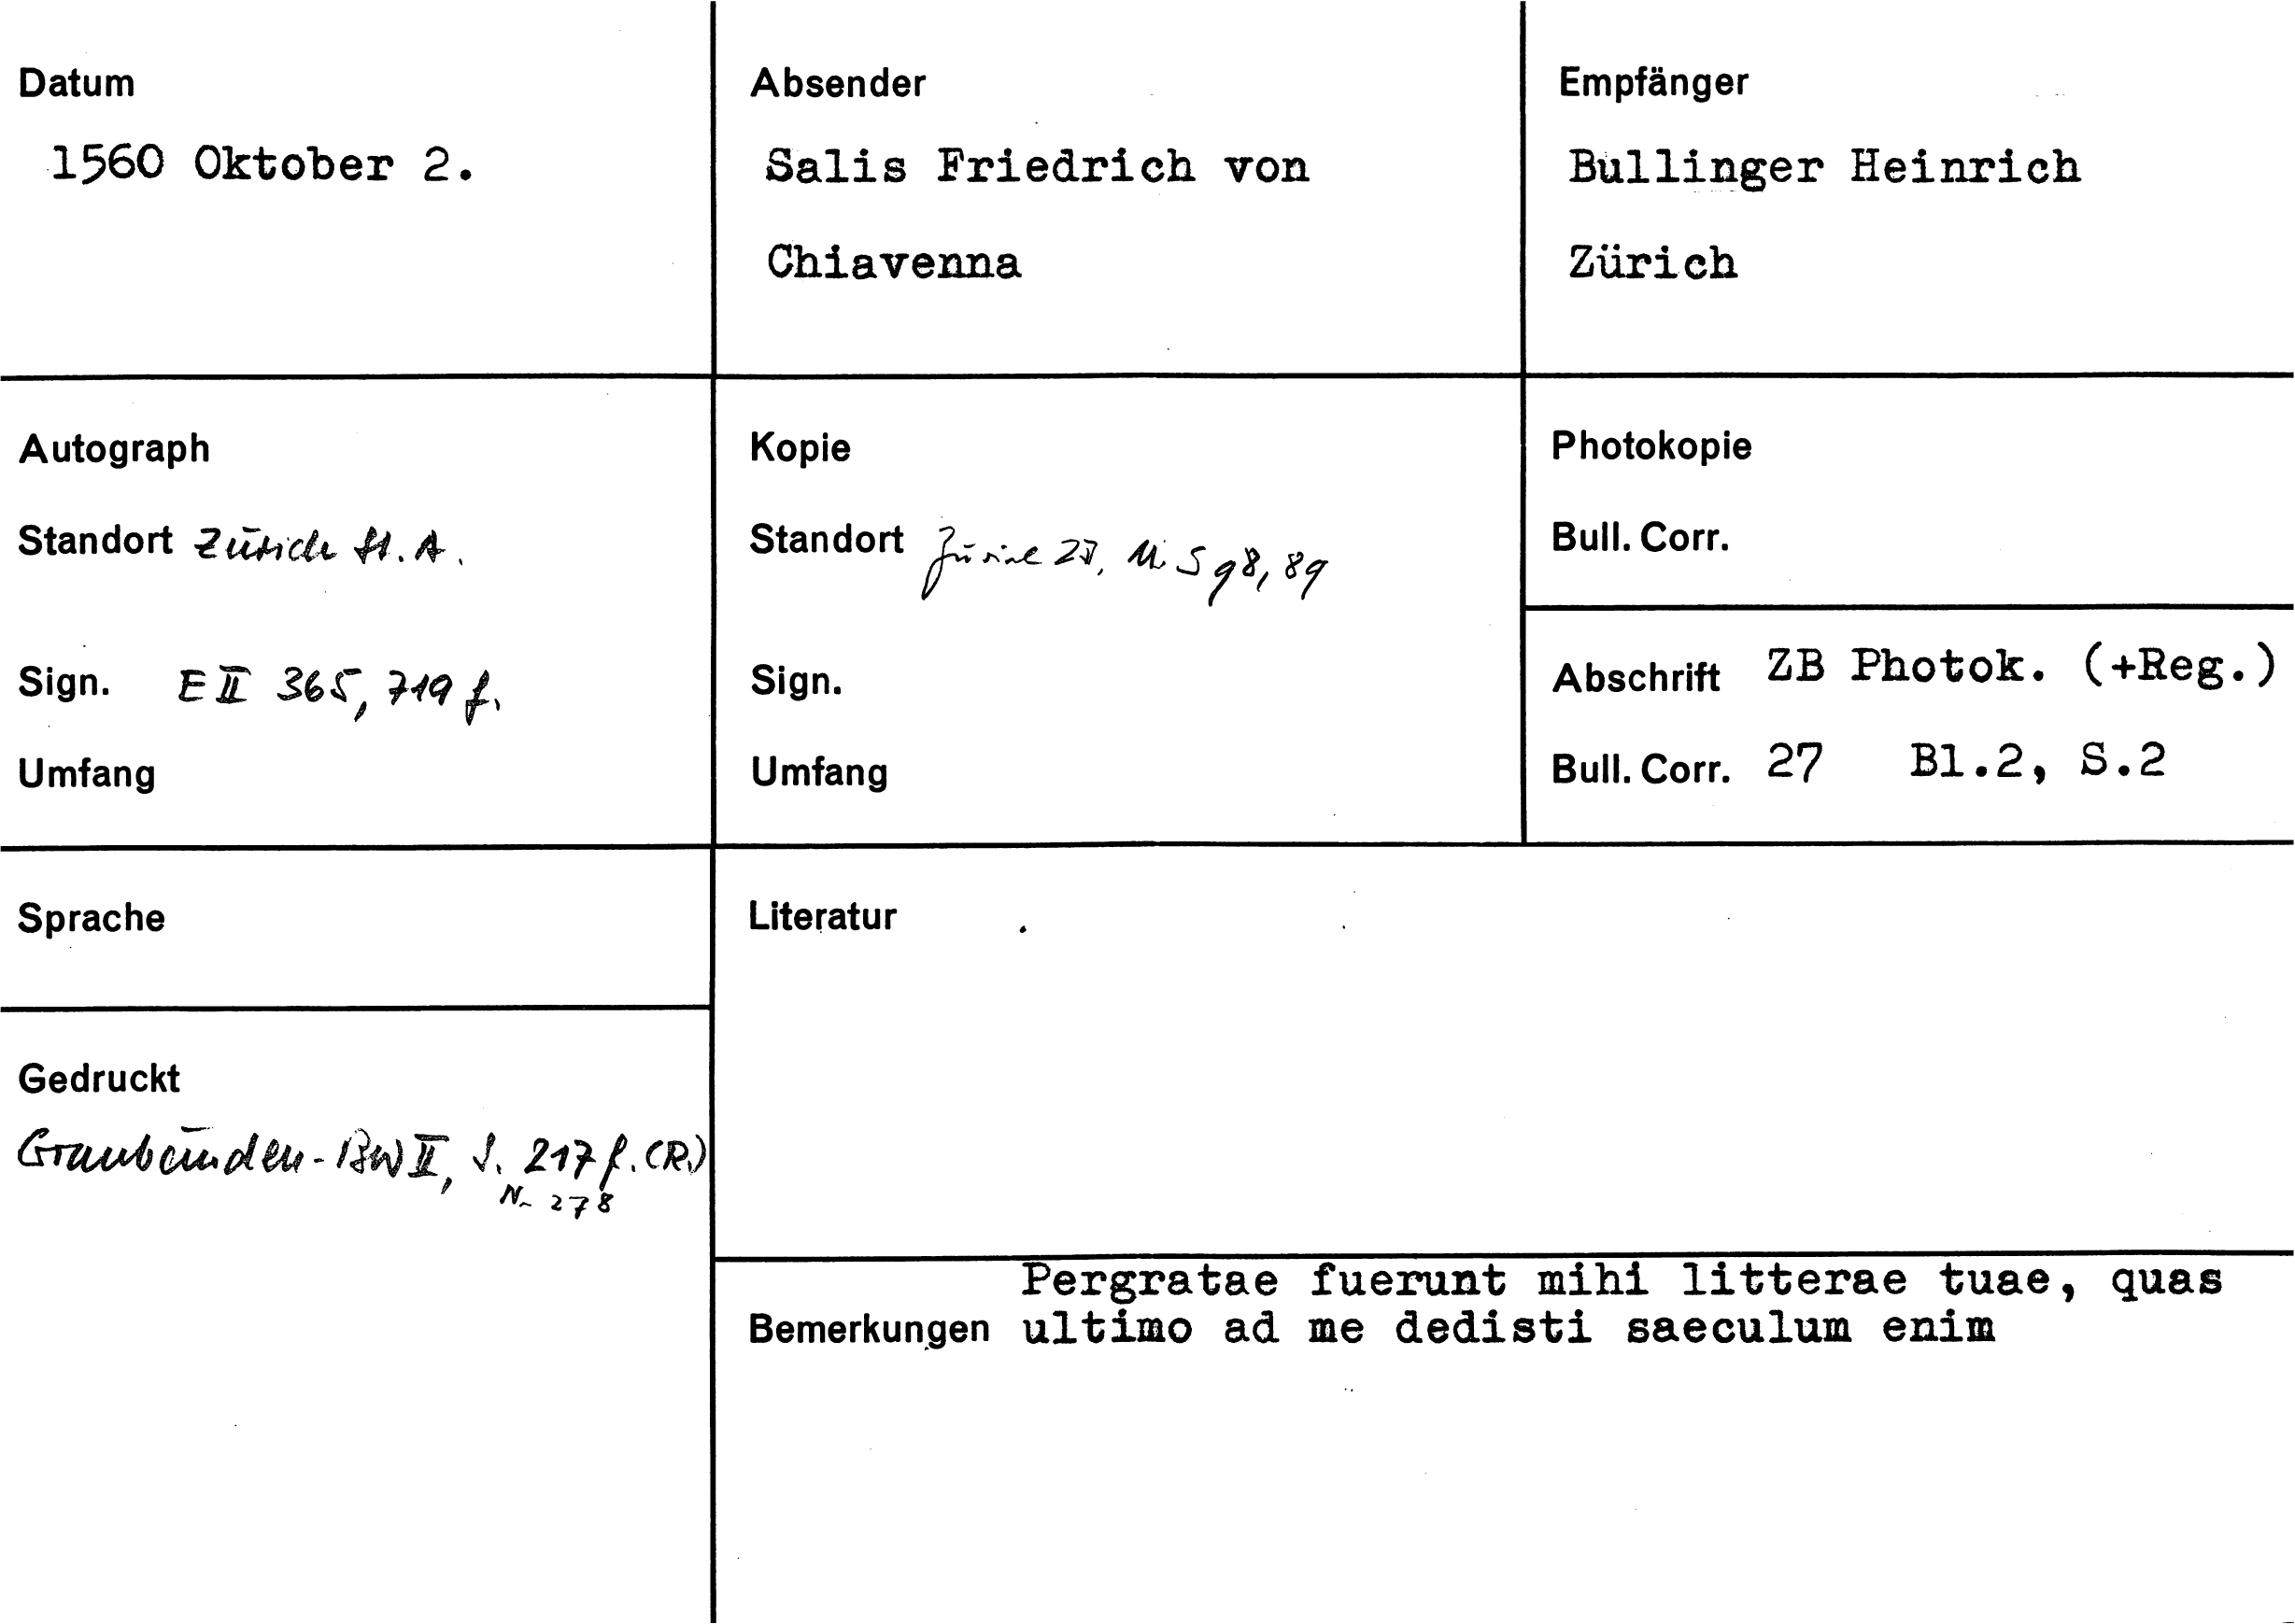 Datum
1560 Oktober 2.
Absender
Salis Friedrich von
Chiavenna
Empfänger
Bullinger Heinrich
Zürich
Autograph
Standort Zürich St. A.
Sign. E II 365, 719 f.
Umfang
Kopie
Standort Zürich ZB, Ms S 98, 89
Sign.
Umfang
Photokopie
Bull. Corr.
Abschrift ZB Photok. (+Reg.)
Bull. Corr. 27 Bl.2, S.2
Sprache
Gedruckt
Graubünden-BW II, S. 217 f. (R.)
Nr 278
Literatur
Pergratae fuerunt mihi litterae tuae, quas
Bemerkungen ultimo ad me dedisti saeculum enim